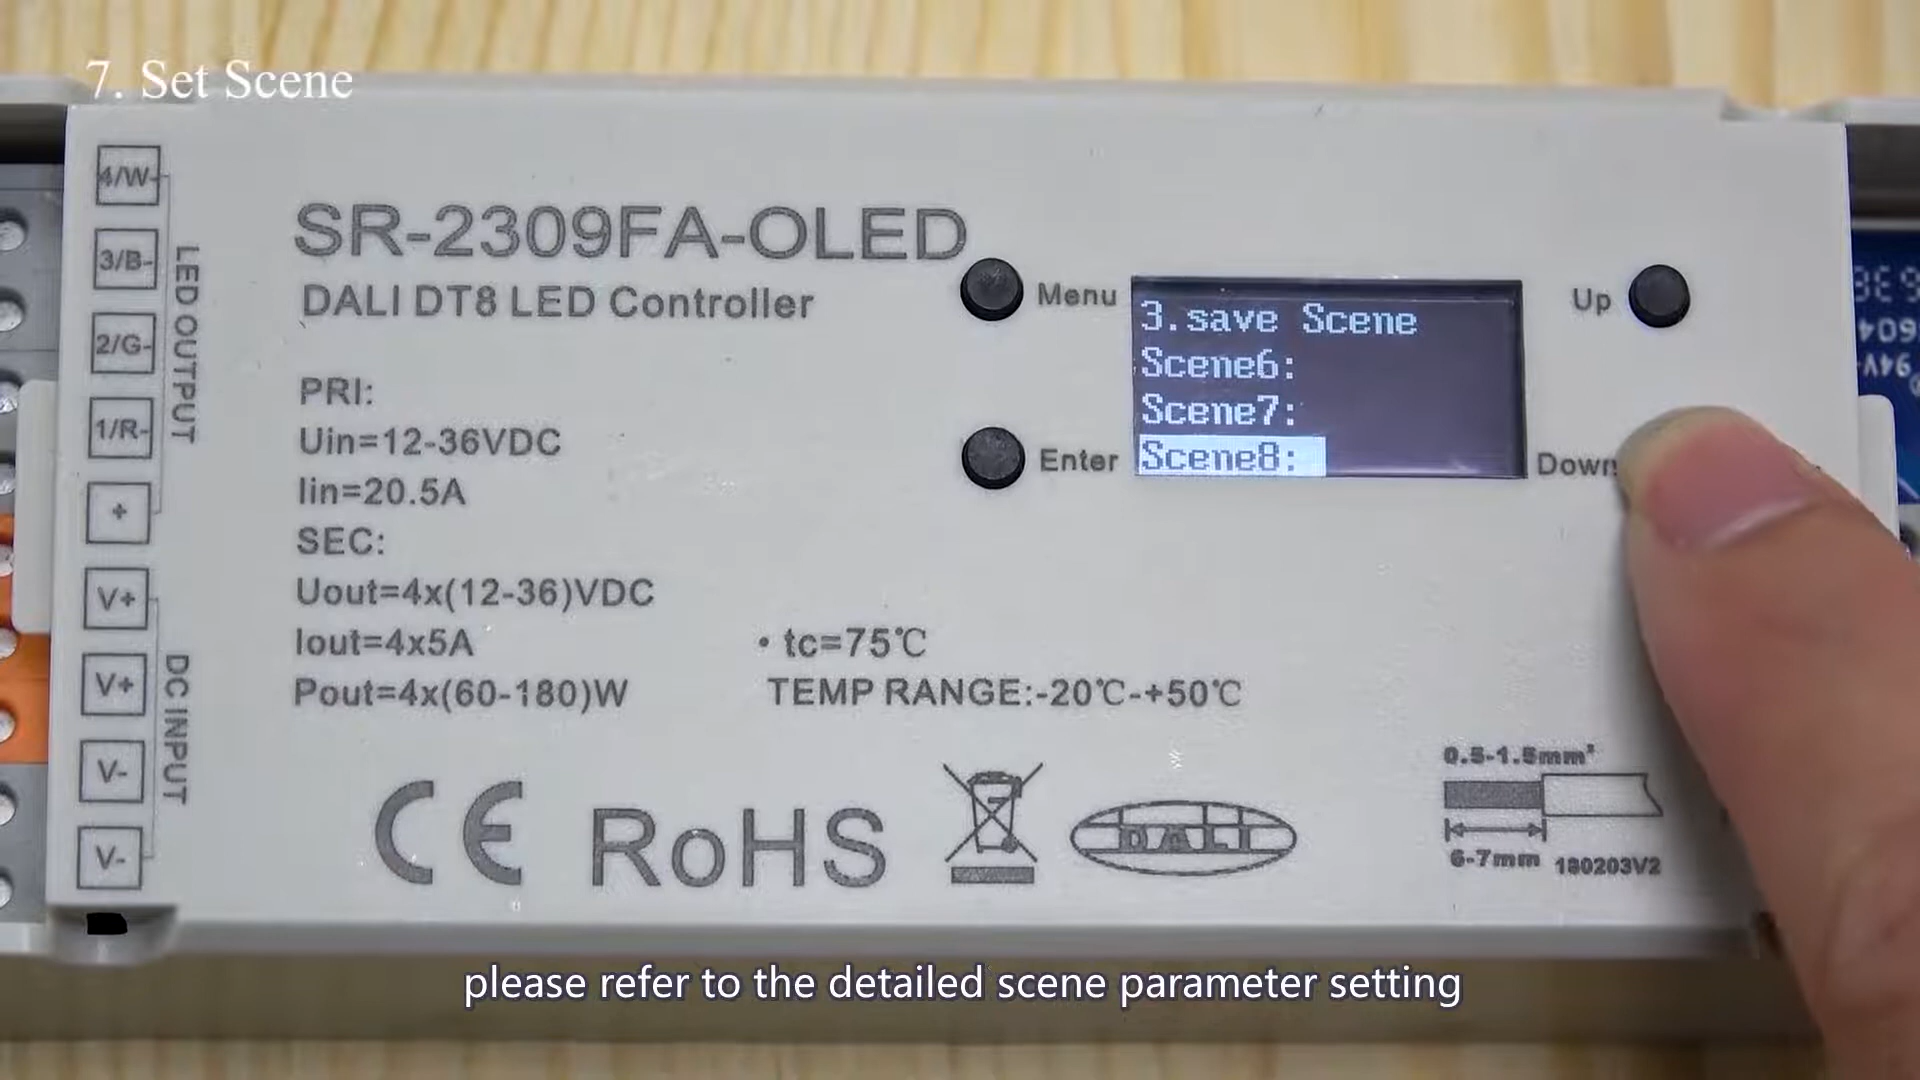 7. Set Scene
4/W-
3/B-
2/G-
1/R-
+
LED OUTPUT
V+
V+
V-
V-
DC INPUT
SR-2309FA-OLED
DALI DT8 LED Controller
PRI:
Uin=12-36VDC
Iin=20.5A
SEC:
Uout=4x(12-36)VDC
Iout=4x5A
Pout=4x(60-180)W
• tc=75℃
TEMP RANGE:-20℃-+50℃
Menu
Enter
3.save Scene
Scene6:
Scene7:
Scene8:
Up
Down
CE
RoHS
DALI
0.5-1.5mm²
6-7mm
180203V2
please refer to the detailed scene parameter setting